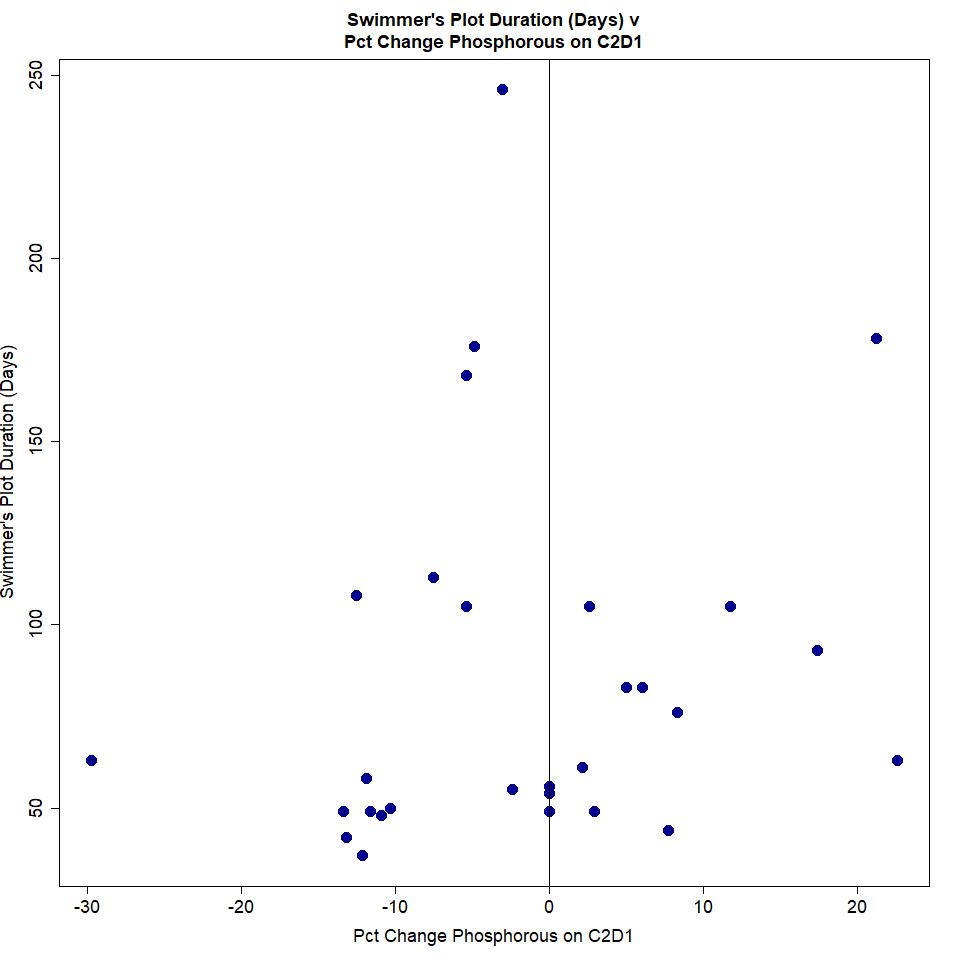 Swimmer's Plot Duration (Days) v
Pct Change Phosphorous on C2D1
250
200
150
100
50
Swimmer's Plot Duration (Days)
-30 -20 -10 0 10 20
Pct Change Phosphorous on C2D1